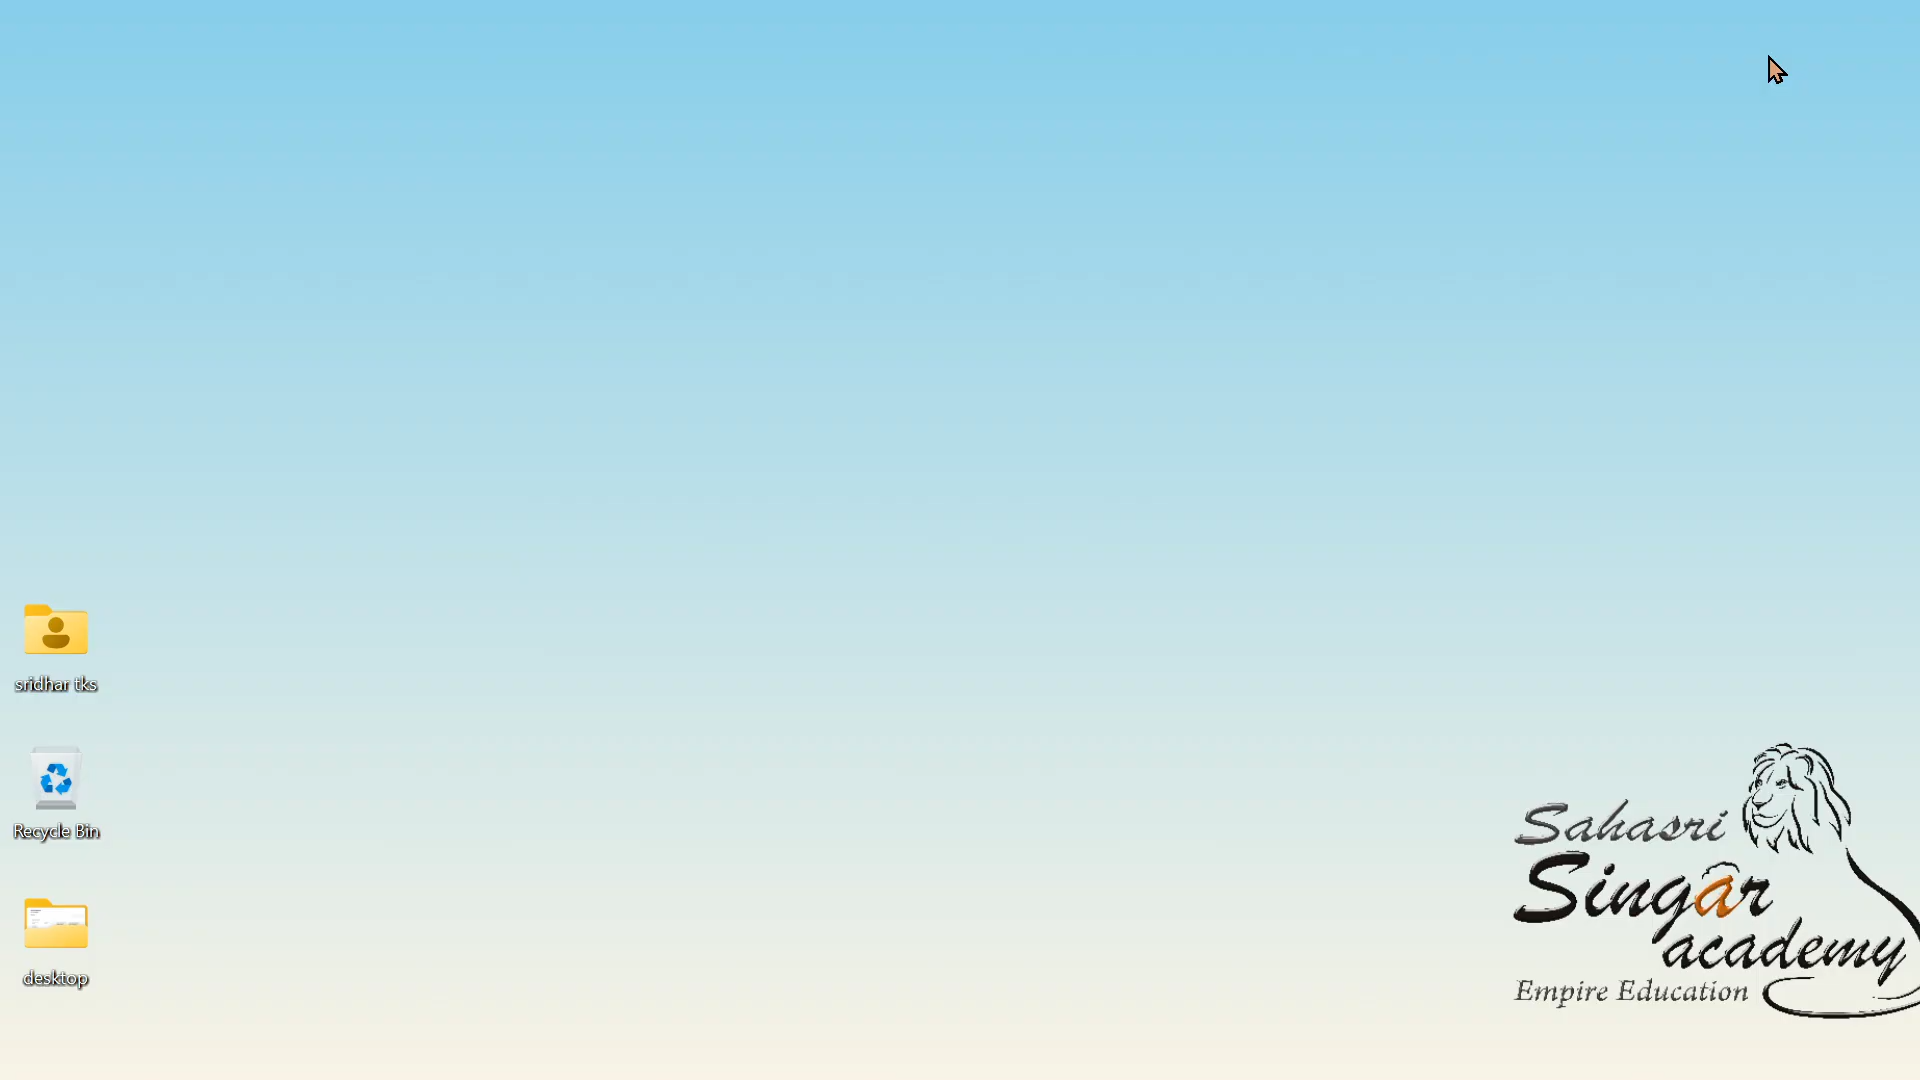 sridhar tks
Recycle Bin
desktop
Sahasri
Singar
academy
Empire Education